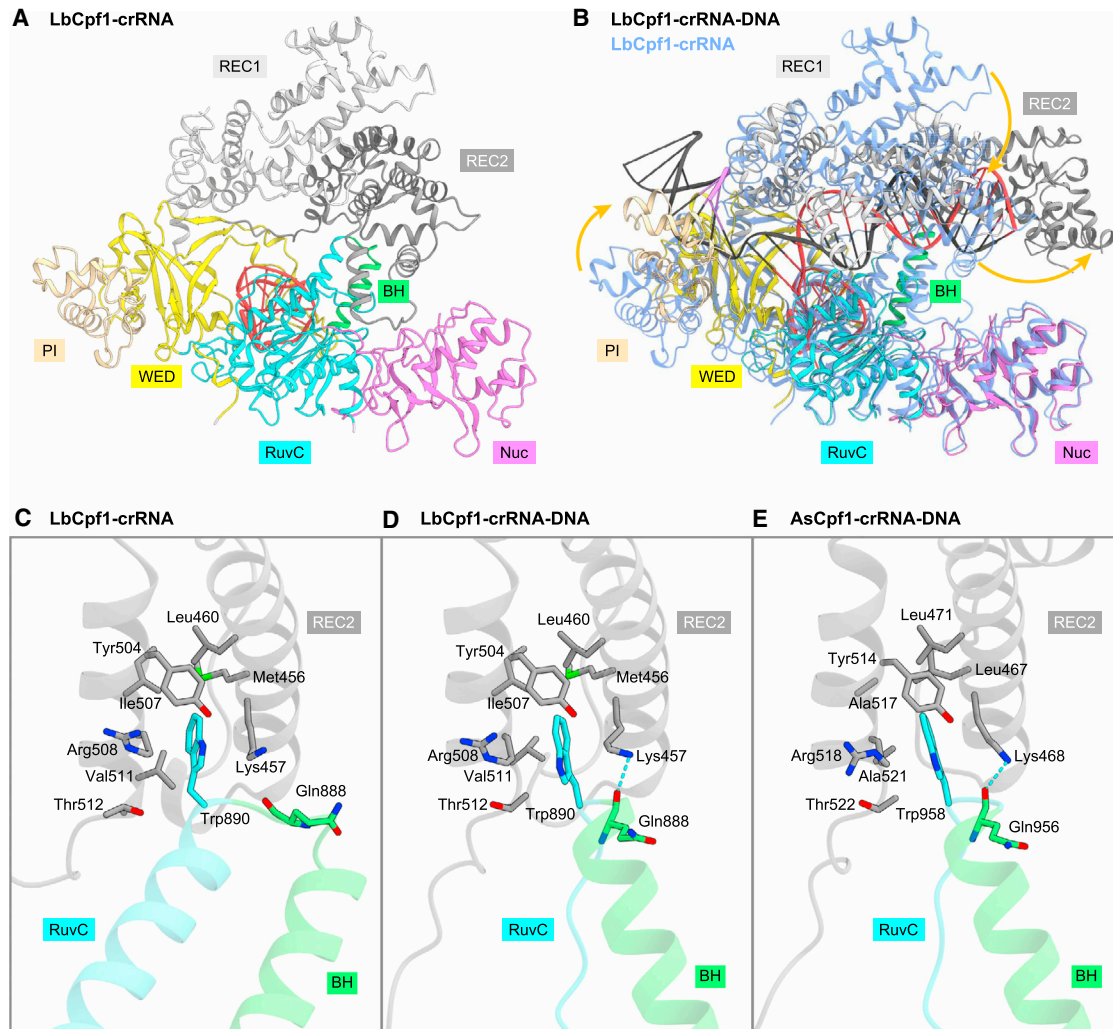 A LbCpf1-crRNA
REC1
REC2
BH
PI
WED
RuvC
Nuc
B LbCpf1-crRNA-DNA
LbCpf1-crRNA
REC1
REC2
BH
PI
WED
RuvC
Nuc
C LbCpf1-crRNA
Leu460
REC2
Tyr504
Met456
Ile507
Arg508
Lys457
Val511
Gln888
Thr512
Trp890
RuvC
BH
D LbCpf1-crRNA-DNA
Leu460
REC2
Tyr504
Met456
Ile507
Arg508
Lys457
Val511
Thr512
Trp890
Gln888
RuvC
BH
E AsCpf1-crRNA-DNA
Leu471
REC2
Tyr514
Leu467
Ala517
Arg518
Lys468
Ala521
Thr522
Trp958
Gln956
RuvC
BH